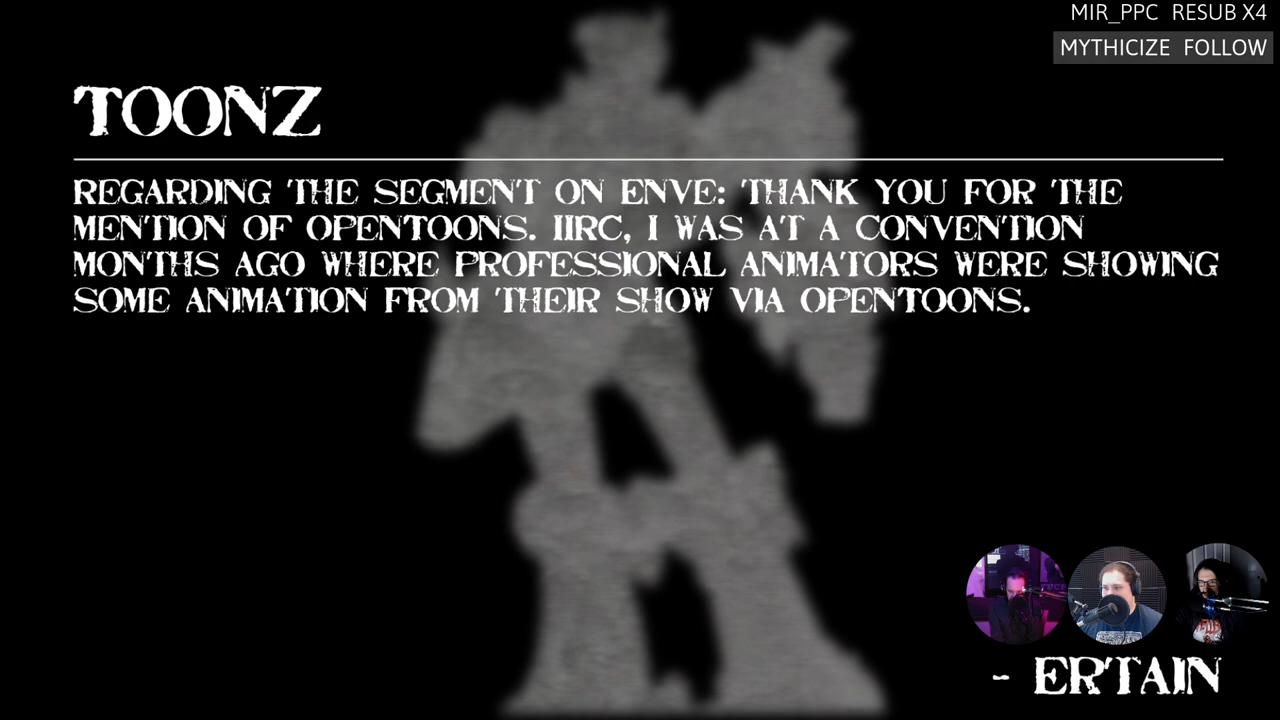 MIR_PPC RESUB X4
MYTHICIZE FOLLOW
TOONZ
REGARDING THE SEGMENT ON ENVE: THANK YOU FOR THE
MENTION OF OPENTOONS. IIRC, I WAS AT A CONVENTION
MONTHS AGO WHERE PROFESSIONAL ANIMATORS WERE SHOWING
SOME ANIMATION FROM THEIR SHOW VIA OPENTOONS.
- ERTAIN